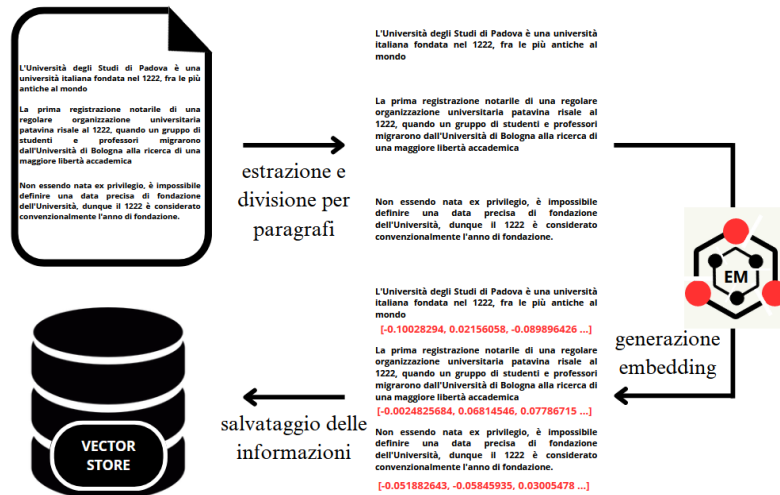 L'Università degli Studi di Padova è una
università italiana fondata nel 1222, fra le più
antiche al mondo
La prima registrazione notarile di una
regolare organizzazione universitaria
patavina risale al 1222, quando un gruppo di
studenti e professori migrarono
dall'Università di Bologna alla ricerca di una
maggiore libertà accademica
Non essendo nata ex privilegio, è impossibile
definire una data precisa di fondazione
dell'Università, dunque il 1222 è considerato
convenzionalmente l'anno di fondazione.
estrazione e
divisione per
paragrafi
L'Università degli Studi di Padova è una università
italiana fondata nel 1222, fra le più antiche al
mondo
La prima registrazione notarile di una regolare
organizzazione universitaria patavina risale al
1222, quando un gruppo di studenti e professori
migrarono dall'Università di Bologna alla ricerca di
una maggiore libertà accademica
Non essendo nata ex privilegio, è impossibile
definire una data precisa di fondazione
dell'Università, dunque il 1222 è considerato
convenzionalmente l'anno di fondazione.
EM
generazione
embedding
L'Università degli Studi di Padova è una università
italiana fondata nel 1222, fra le più antiche al
mondo
[-0.10028294, 0.02156058, -0.089896426 ...]
La prima registrazione notarile di una regolare
organizzazione universitaria patavina risale al
1222, quando un gruppo di studenti e professori
migrarono dall'Università di Bologna alla ricerca di
una maggiore libertà accademica
[-0.0024825684, 0.06814546, 0.07786715 ...]
Non essendo nata ex privilegio, è impossibile
definire una data precisa di fondazione
dell'Università, dunque il 1222 è considerato
convenzionalmente l'anno di fondazione.
[-0.051882643, -0.05845935, 0.03005478 ...]
salvataggio delle
informazioni
VECTOR
STORE